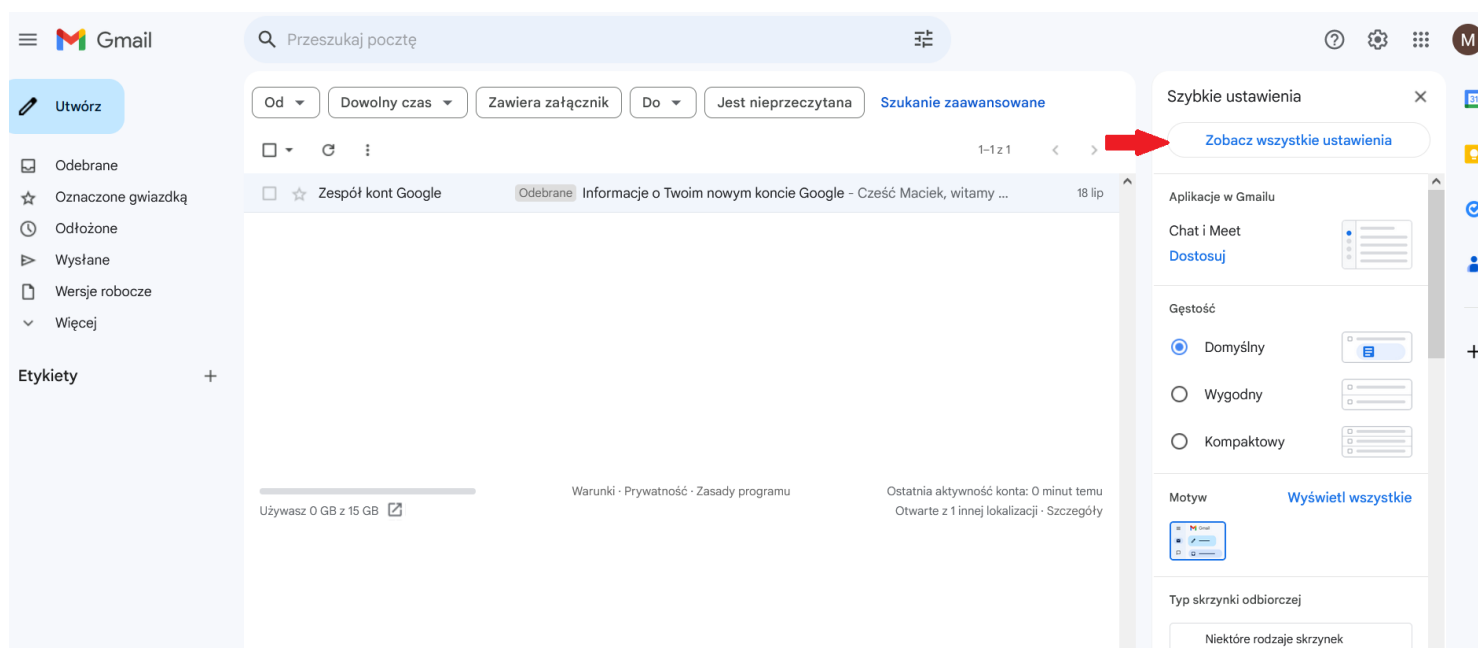 Gmail
Przeszukaj pocztę
M
Utwórz
Odebrane
Oznaczone gwiazdką
Odłożone
Wysłane
Wersje robocze
Więcej
Etykiety
Od
Dowolny czas
Zawiera załącznik
Do
Jest nieprzeczytana
Szukanie zaawansowane
1–1 z 1
Zespół kont Google
Odebrane Informacje o Twoim nowym koncie Google - Cześć Maciek, witamy ...
18 lip
Używasz 0 GB z 15 GB
Warunki · Prywatność · Zasady programu
Ostatnia aktywność konta: 0 minut temu
Otwarte z 1 innej lokalizacji · Szczegóły
Szybkie ustawienia
Zobacz wszystkie ustawienia
Aplikacje w Gmailu
Chat i Meet
Dostosuj
Gęstość
Domyślny
Wygodny
Kompaktowy
Motyw
Wyświetl wszystkie
Gmail
Typ skrzynki odbiorczej
Niektóre rodzaje skrzynek
31